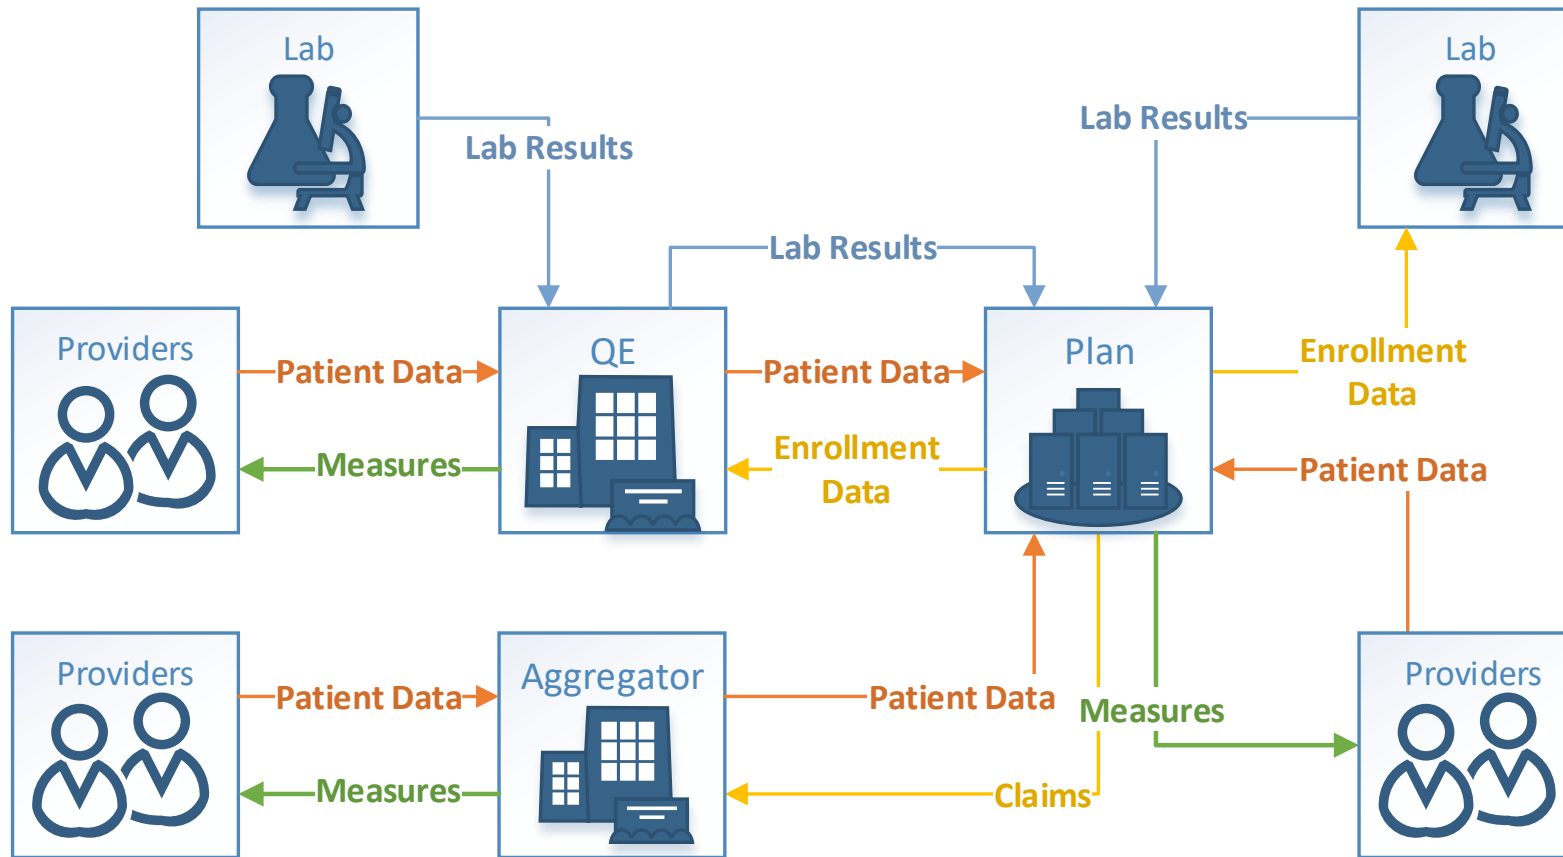 Lab
Lab
Lab Results
Lab Results
Lab Results
Providers
QE
Plan
Patient Data
Patient Data
Enrollment
Data
Measures
Enrollment
Data
Patient Data
Providers
Aggregator
Providers
Patient Data
Patient Data
Measures
Measures
Claims